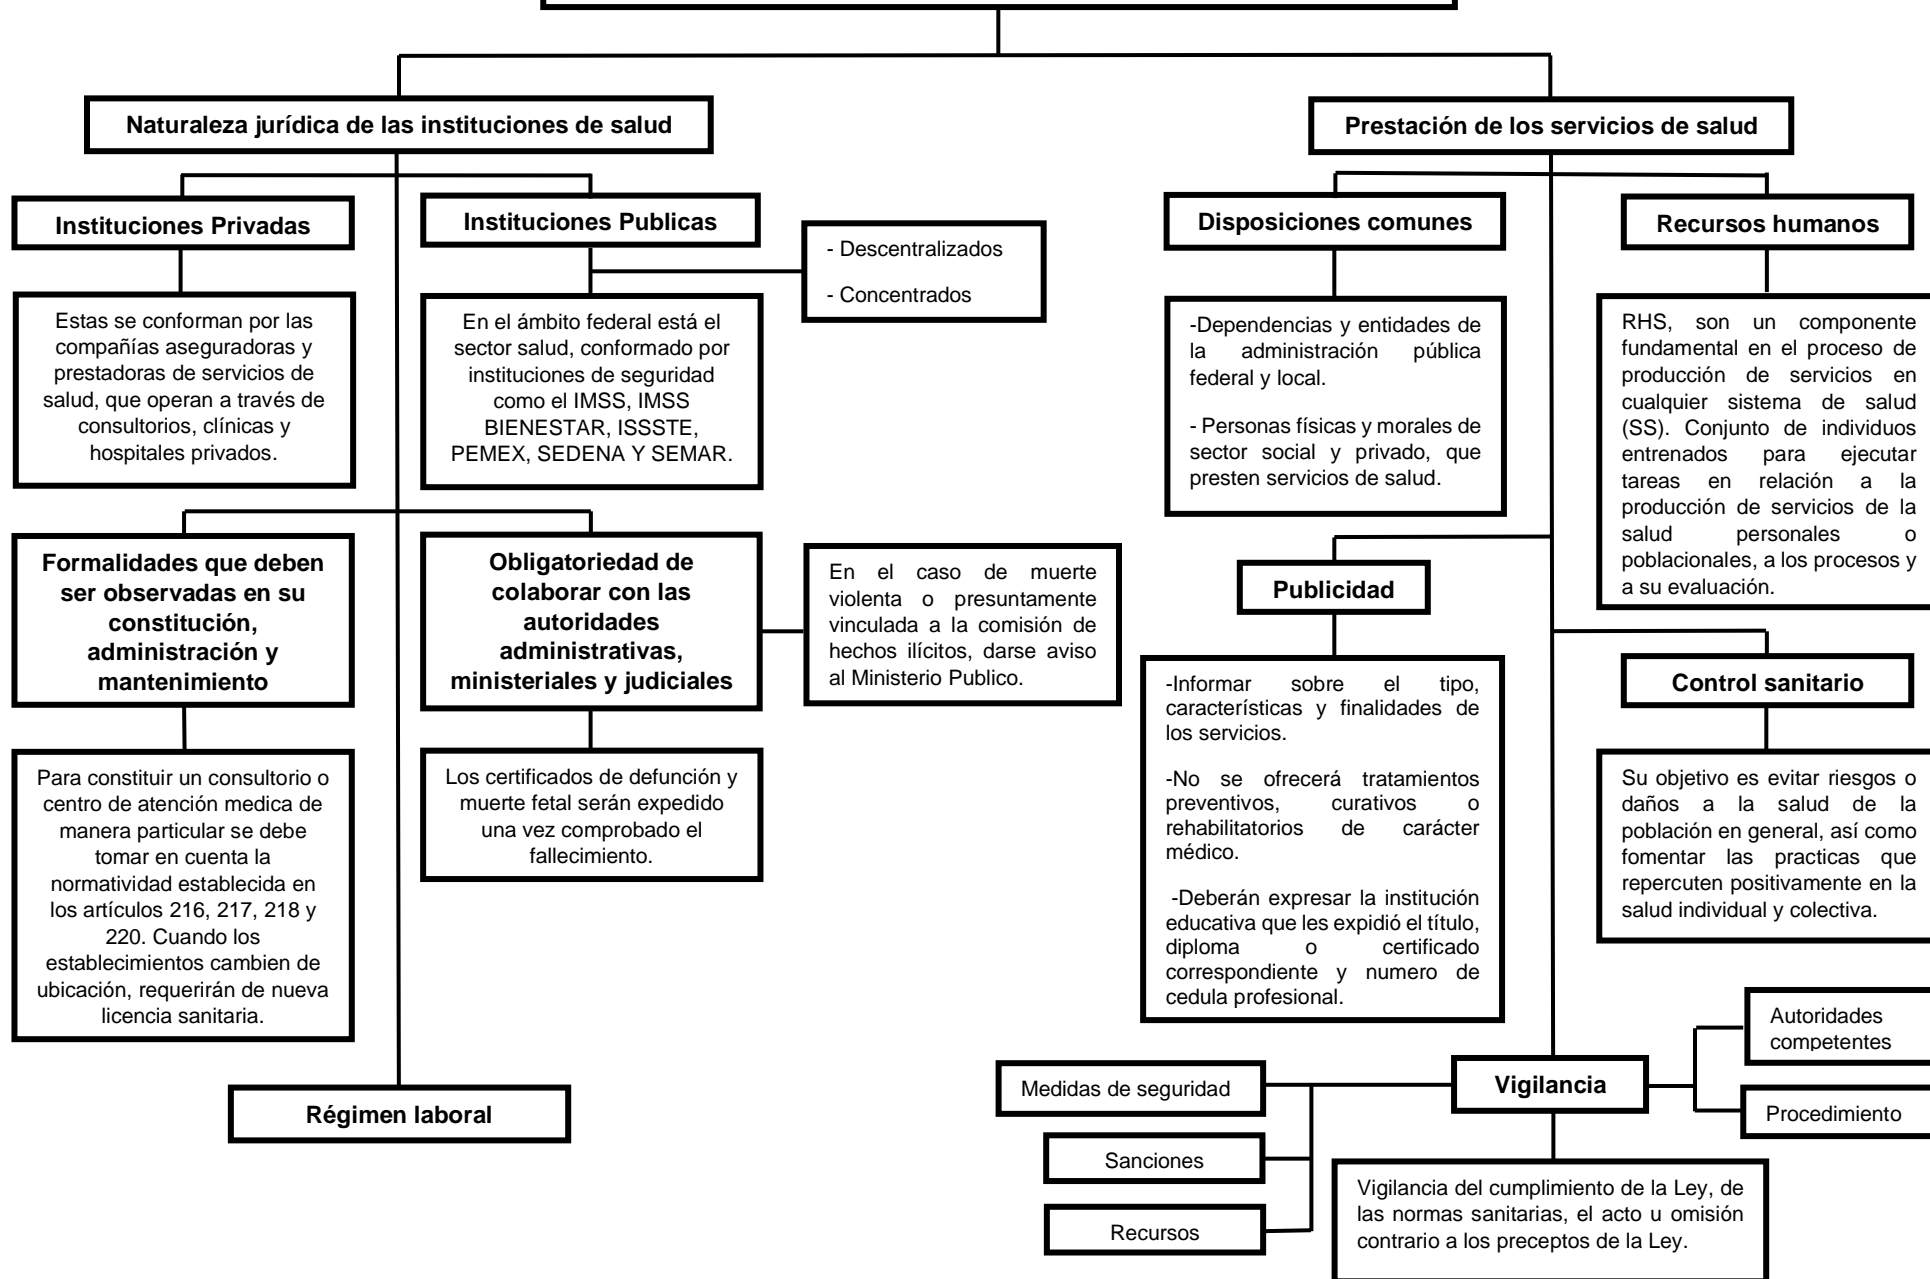 Naturaleza jurídica de las instituciones de salud
Instituciones Privadas
Estas se conforman por las
compañías aseguradoras y
prestadoras de servicios de
salud, que operan a través de
consultorios, clínicas y
hospitales privados.
Instituciones Publicas
- Descentralizados
- Concentrados
En el ámbito federal está el
sector salud, conformado por
instituciones de seguridad
como el IMSS, IMSS
BIENESTAR, ISSSTE,
PEMEX, SEDENA Y SEMAR.
Formalidades que deben
ser observadas en su
constitución,
administración y
mantenimiento
Para constituir un consultorio o
centro de atención medica de
manera particular se debe
tomar en cuenta la
normatividad establecida en
los artículos 216, 217, 218 y
220. Cuando los
establecimientos cambien de
ubicación, requerirán de nueva
licencia sanitaria.
Obligatoriedad de
colaborar con las
autoridades
administrativas,
ministeriales y judiciales
En el caso de muerte
violenta o presuntamente
vinculada a la comisión de
hechos ilícitos, darse aviso
al Ministerio Publico.
Los certificados de defunción y
muerte fetal serán expedido
una vez comprobado el
fallecimiento.
Régimen laboral
Prestación de los servicios de salud
Disposiciones comunes
-Dependencias y entidades de
la administración pública
federal y local.
- Personas físicas y morales de
sector social y privado, que
presten servicios de salud.
Recursos humanos
RHS, son un componente
fundamental en el proceso de
producción de servicios en
cualquier sistema de salud
(SS). Conjunto de individuos
entrenados para ejecutar
tareas en relación a la
producción de servicios de la
salud personales o
poblacionales, a los procesos y
a su evaluación.
Publicidad
-Informar sobre el tipo,
características y finalidades de
los servicios.
-No se ofrecerá tratamientos
preventivos, curativos o
rehabilitatorios de carácter
médico.
-Deberán expresar la institución
educativa que les expidió el título,
diploma o certificado
correspondiente y numero de
cedula profesional.
Control sanitario
Su objetivo es evitar riesgos o
daños a la salud de la
población en general, así como
fomentar las practicas que
repercuten positivamente en la
salud individual y colectiva.
Vigilancia
Autoridades
competentes
Procedimiento
Medidas de seguridad
Sanciones
Recursos
Vigilancia del cumplimiento de la Ley, de
las normas sanitarias, el acto u omisión
contrario a los preceptos de la Ley.